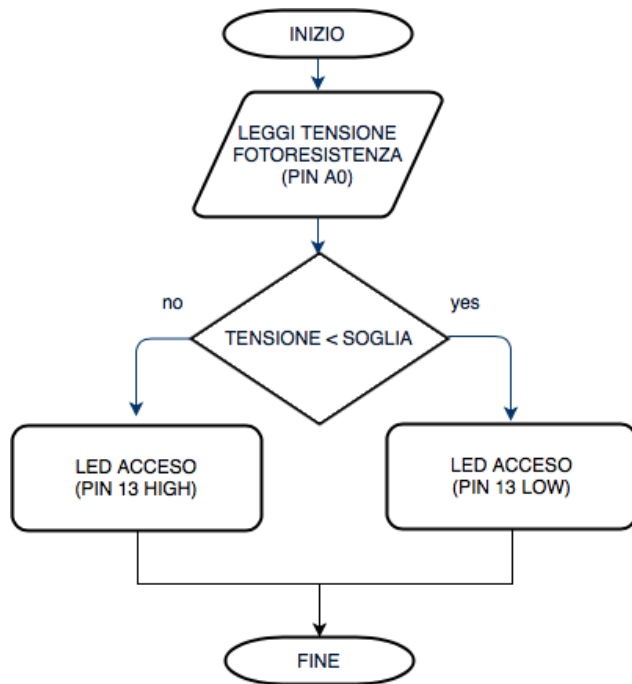 INIZIO
LEGGI TENSIONE
FOTORESISTENZA
(PIN A0)
no
yes
TENSIONE < SOGLIA
LED ACCESO
(PIN 13 HIGH)
LED ACCESO
(PIN 13 LOW)
FINE